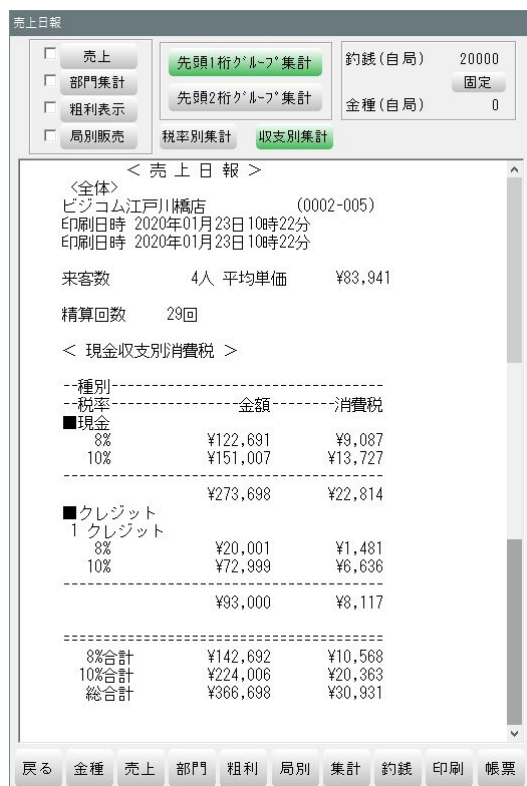 売上日報
売上
部門集計
粗利表示
局別販売
先頭1桁グループ集計
先頭2桁グループ集計
釣銭(自局) 20000
固定
金種(自局) 0
税率別集計 収支別集計
< 売 上 日 報 >
<全体>
ビジコム江戸川橋店 (0002-005)
印刷日時 2020年01月23日10時22分
印刷日時 2020年01月23日10時22分
来客数 4人 平均単価 ¥83,941
精算回数 29回
< 現金収支別消費税 >
--種別--------------------------------
--税率---------------金額--------消費税
■現金
8% ¥122,691 ¥9,087
10% ¥151,007 ¥13,727
----------------------------------------
¥273,698 ¥22,814
■クレジット
1 クレジット
8% ¥20,001 ¥1,481
10% ¥72,999 ¥6,636
----------------------------------------
¥93,000 ¥8,117
========================================
8%合計 ¥142,692 ¥10,568
10%合計 ¥224,006 ¥20,363
総合計 ¥366,698 ¥30,931
戻る 金種 売上 部門 粗利 局別 集計 釣銭 印刷 帳票